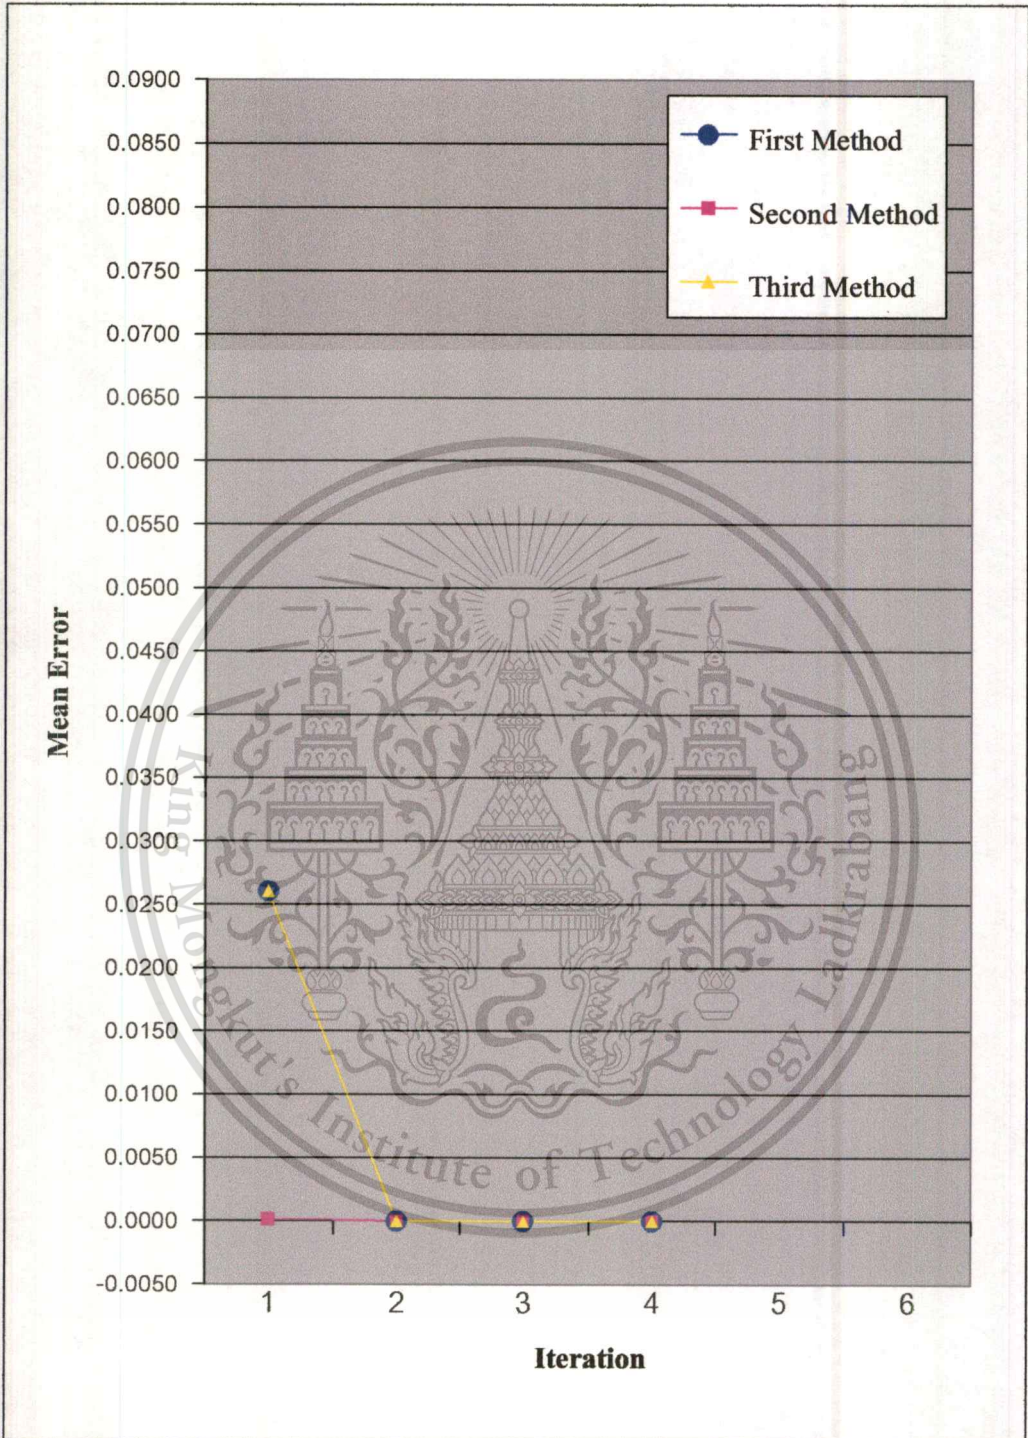 0.0900
0.0850
0.0800
0.0750
0.0700
0.0650
0.0600
0.0550
0.0500
0.0450
0.0400
0.0350
0.0300
0.0250
0.0200
0.0150
0.0100
0.0050
0.0000
-0.0050
Mean Error
First Method
Second Method
Third Method
King Mongkut's Institute of Technology Ladkrabang
1 2 3 4 5 6
Iteration